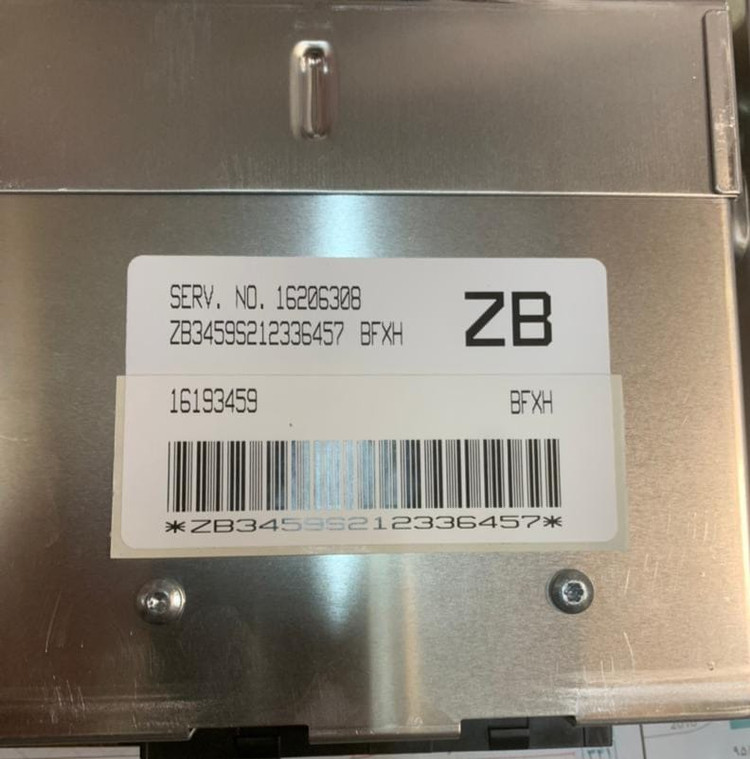 SERV. NO. 16206308
ZB
ZB3459S212336457 BFXH
16193459 BFXH
*ZB3459S212336457*